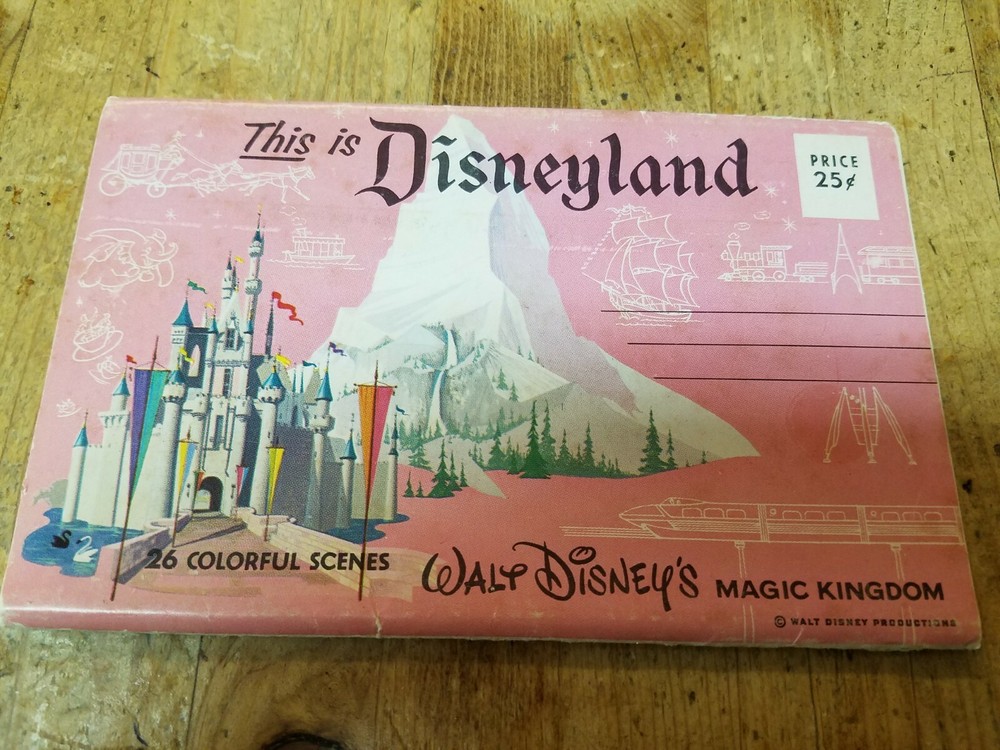 This is Disneyland
PRICE
25¢
26 COLORFUL SCENES
WALT DISNEY'S MAGIC KINGDOM
© WALT DISNEY PRODUCTIONS